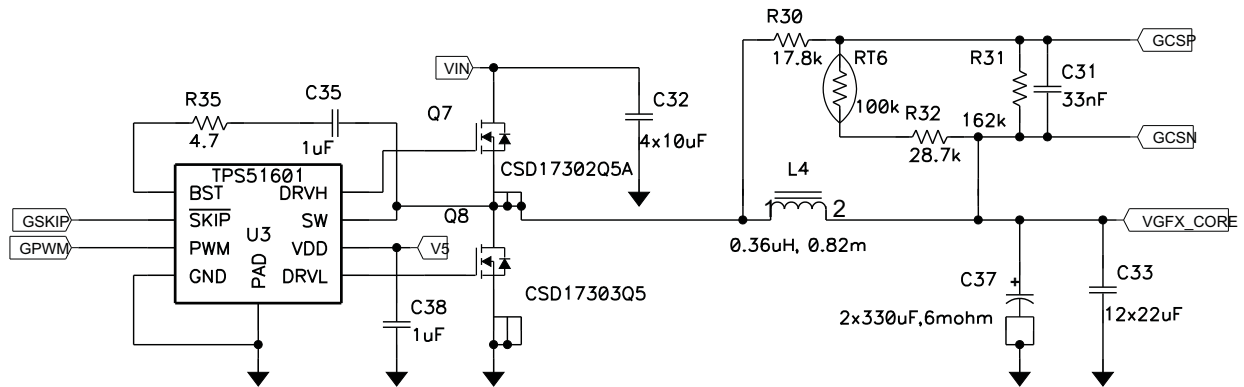 R30
17.8k
RT6
100k
R31
162k
C31
33nF
GCSP
GCSN
R32
28.7k
VIN
C32
4x10uF
R35
4.7
C35
1uF
Q7
CSD17302Q5A
TPS51601
BST
DRVH
SKIP
SW
PWM
VDD
GND
DRVL
U3
PAD
GSKIP
GPWM
V5
Q8
CSD17303Q5
C38
1uF
L4
1
2
0.36uH, 0.82m
VGFX_CORE
C37
+
2x330uF,6mohm
C33
12x22uF